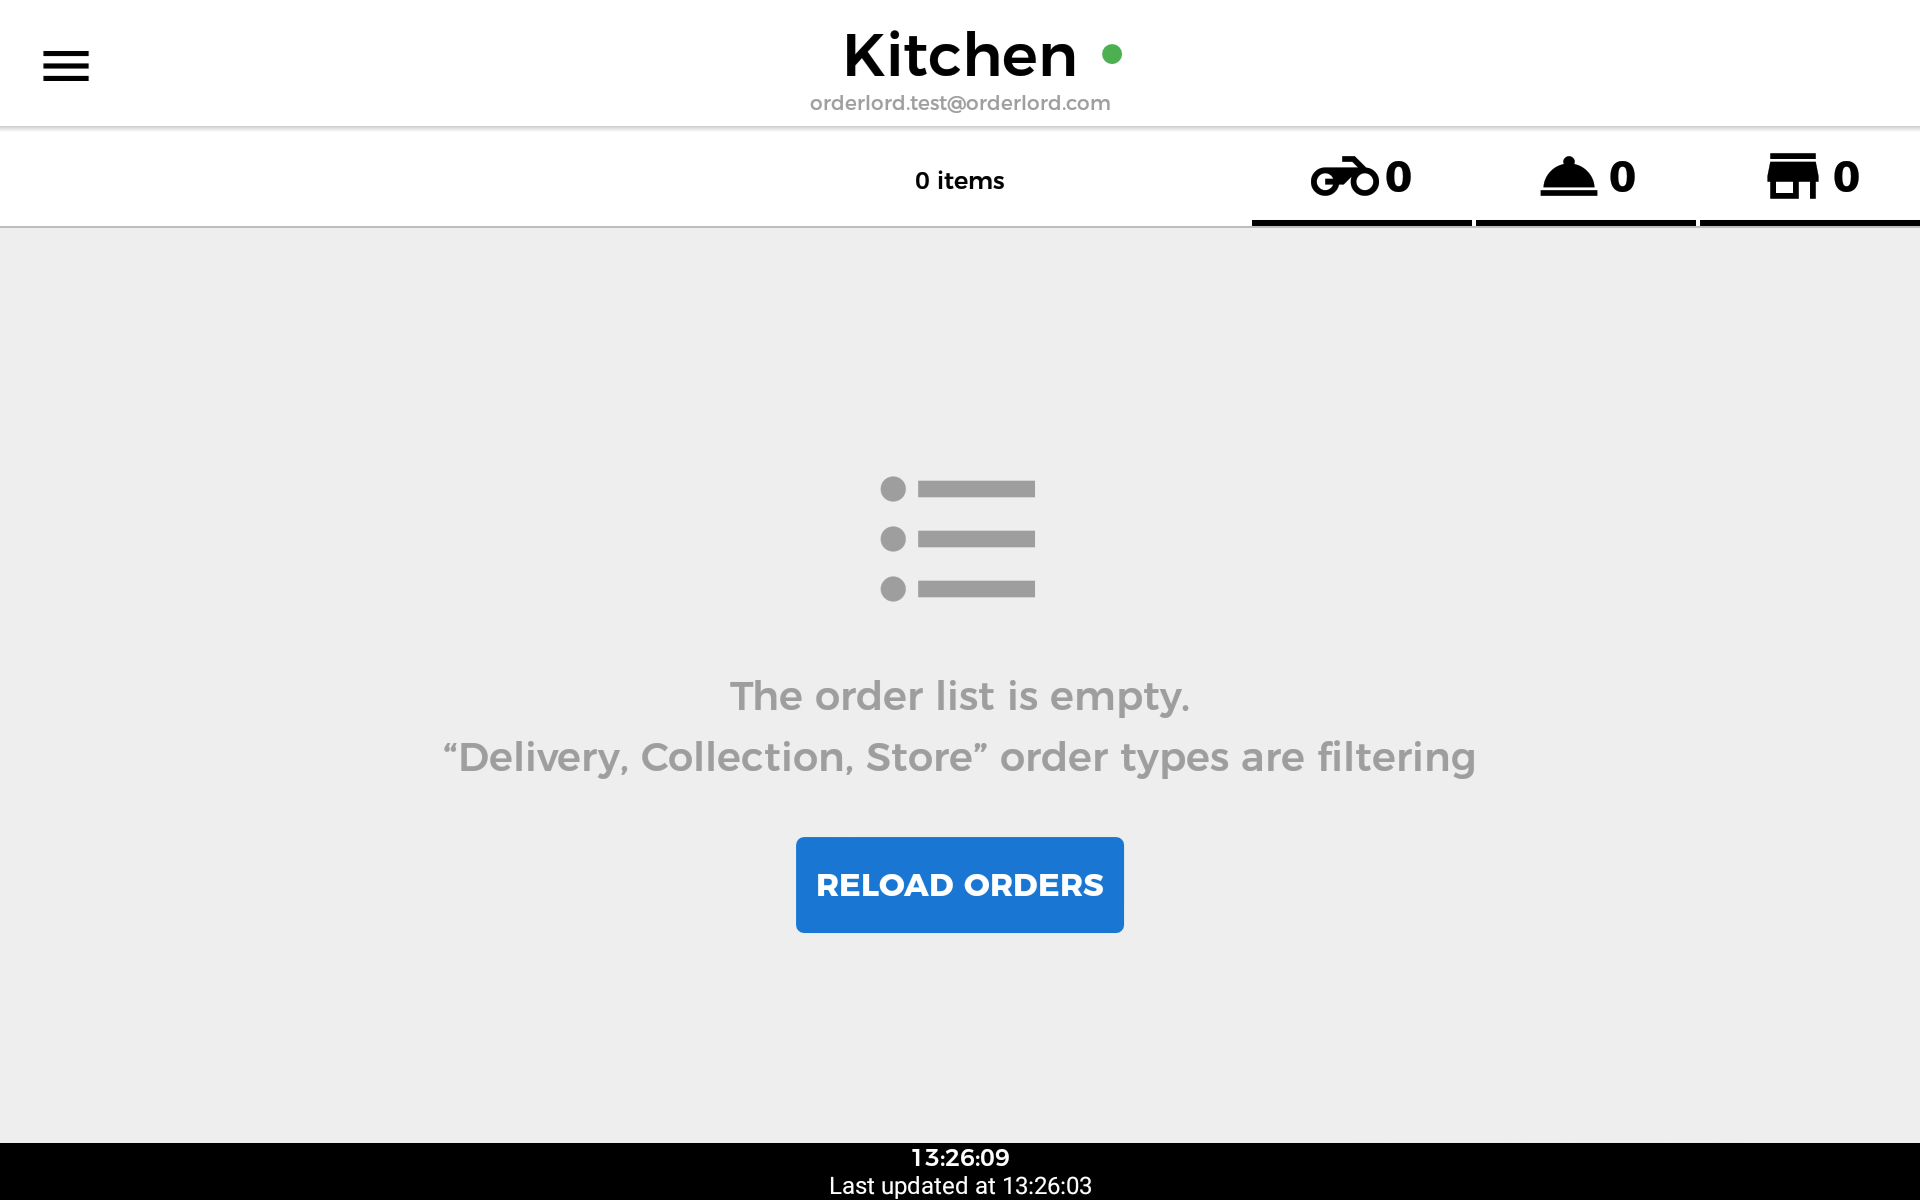 Kitchen
orderlord.test@orderlord.com
0 items
0
0
0
The order list is empty.
“Delivery, Collection, Store” order types are filtering
RELOAD ORDERS
13:26:09
Last updated at 13:26:03